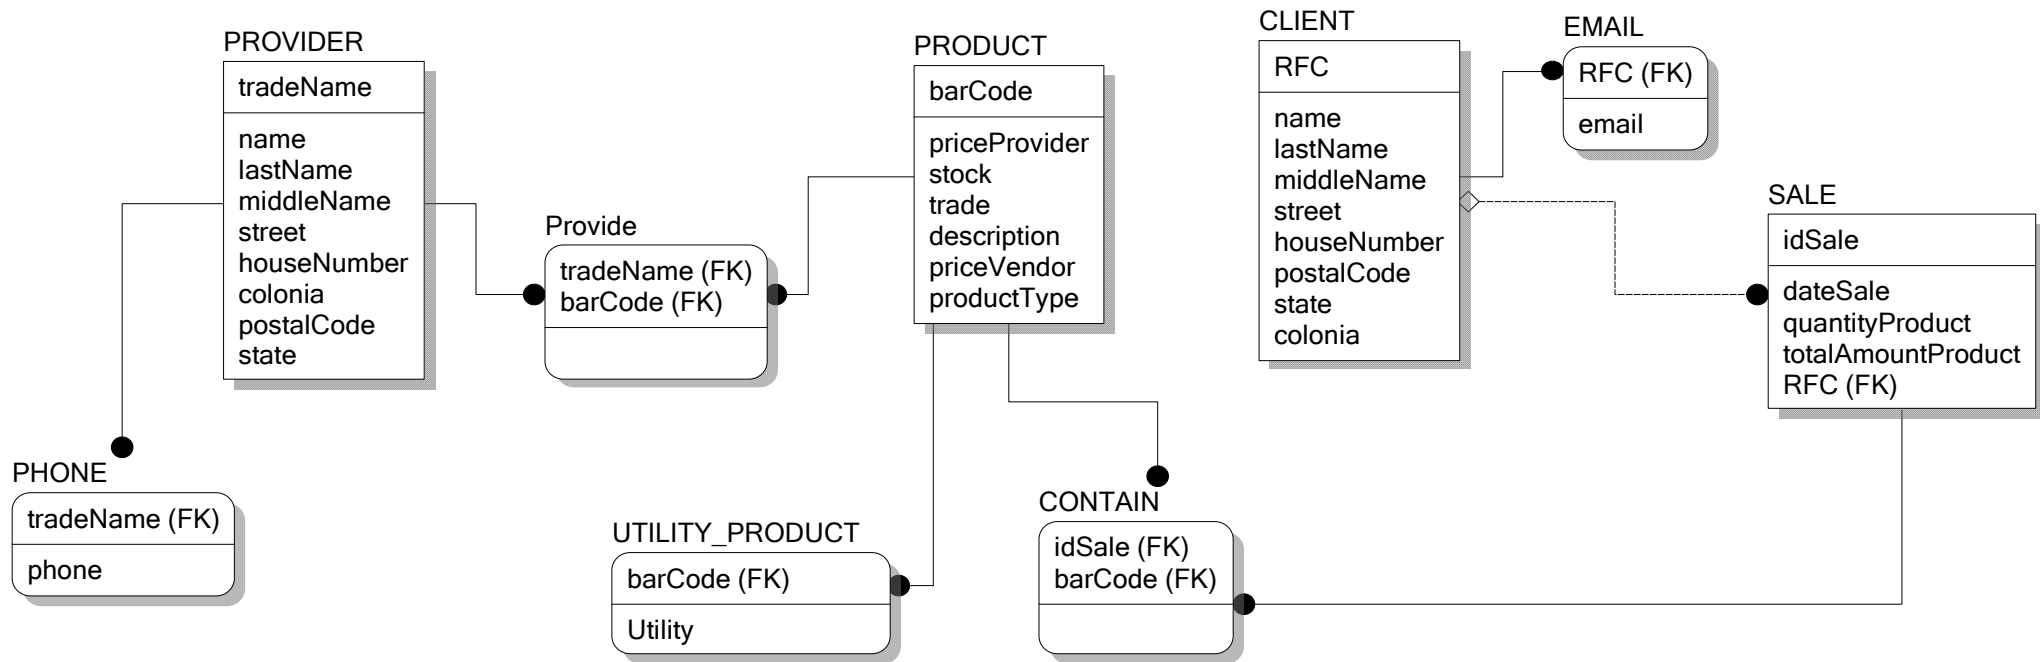 PROVIDER
tradeName
name
lastName
middleName
street
houseNumber
colonia
postalCode
state
PHONE
tradeName (FK)
phone
Provide
tradeName (FK)
barCode (FK)
PRODUCT
barCode
priceProvider
stock
trade
description
priceVendor
productType
UTILITY_PRODUCT
barCode (FK)
Utility
CONTAIN
idSale (FK)
barCode (FK)
CLIENT
RFC
name
lastName
middleName
street
houseNumber
postalCode
state
colonia
EMAIL
RFC (FK)
email
SALE
idSale
dateSale
quantityProduct
totalAmountProduct
RFC (FK)